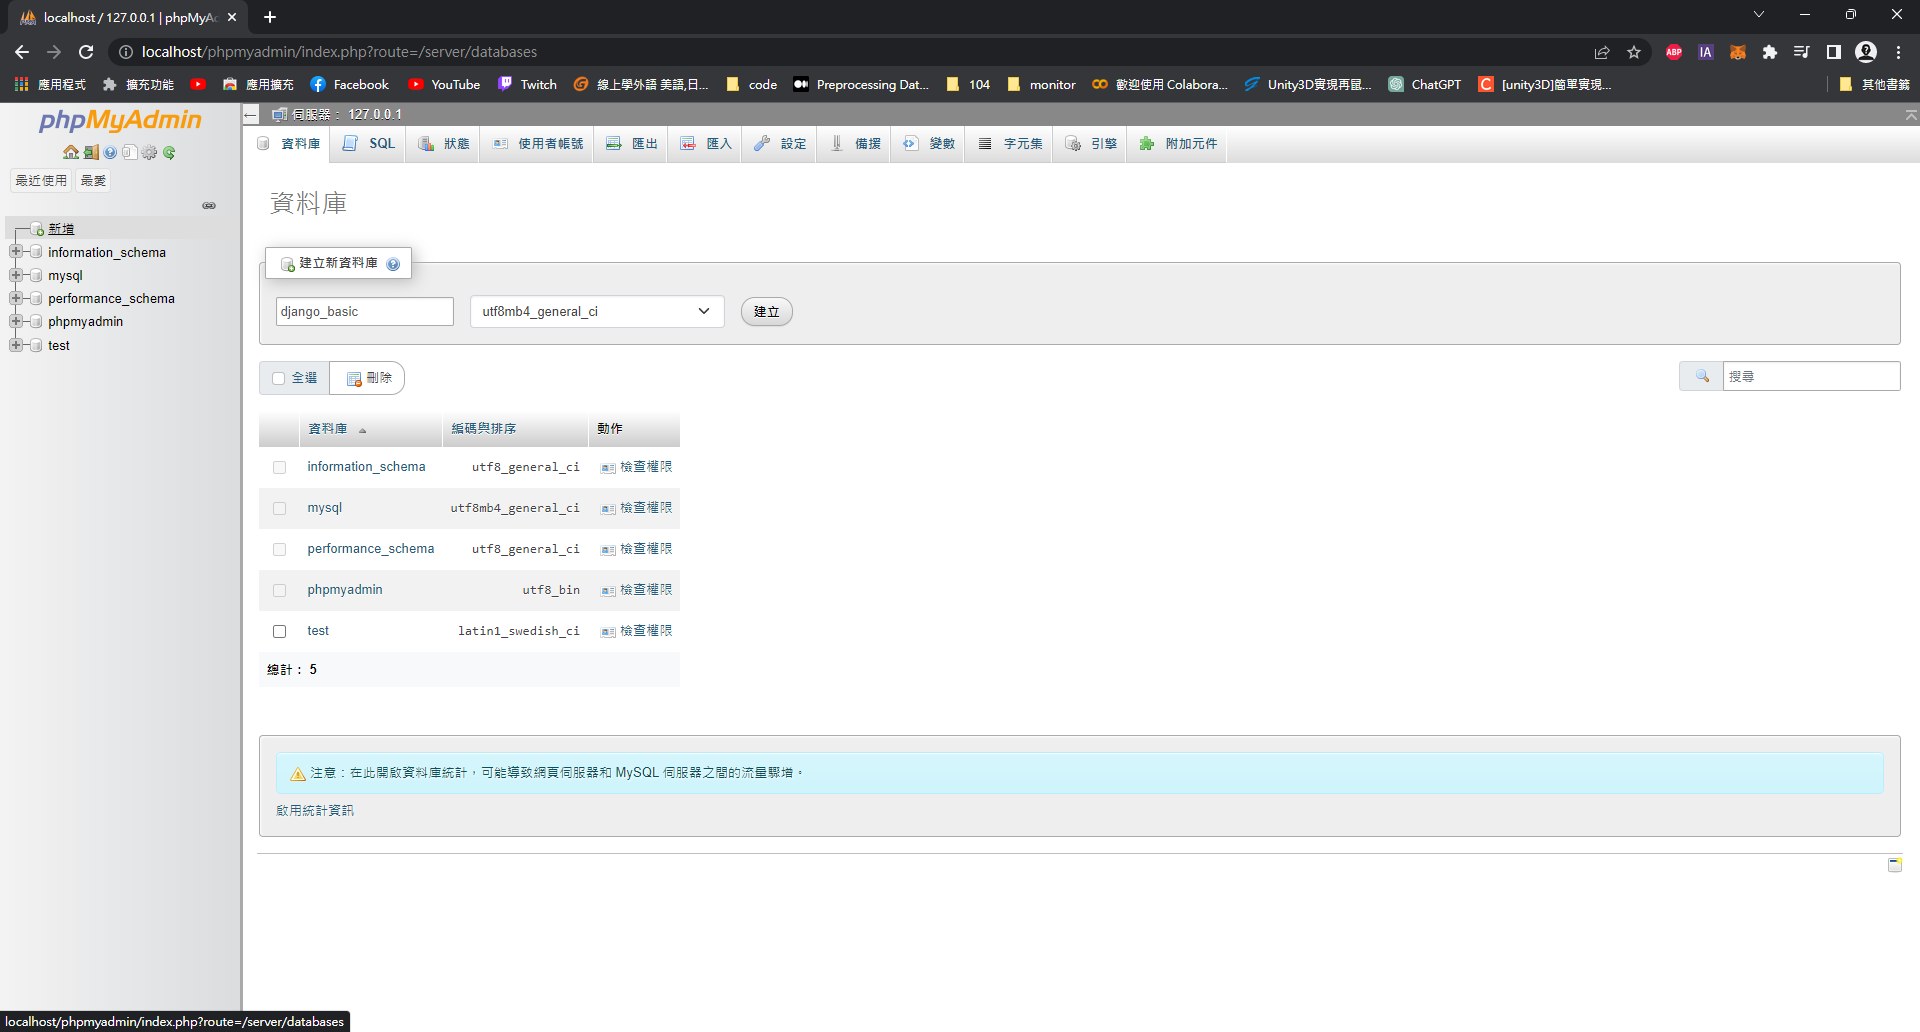 localhost / 127.0.0.1 | phpMyAd
localhost/phpmyadmin/index.php?route=/server/databases
ABP
IA
應用程式
擴充功能
應用擴充
Facebook
YouTube
Twitch
線上學外語 美語,日...
code
Preprocessing Dat...
104
monitor
歡迎使用 Colabora...
Unity3D實現再鼠...
ChatGPT
[unity3D]簡單實現...
其他書籤
phpMyAdmin
最近使用
最愛
新增
information_schema
mysql
performance_schema
phpmyadmin
test
伺服器： 127.0.0.1
資料庫
SQL
狀態
使用者帳號
匯出
匯入
設定
備援
變數
字元集
引擎
附加元件
資料庫
建立新資料庫
django_basic
utf8mb4_general_ci
建立
全選
刪除
搜尋
資料庫 編碼與排序 動作
information_schema utf8_general_ci 檢查權限
mysql utf8mb4_general_ci 檢查權限
performance_schema utf8_general_ci 檢查權限
phpmyadmin utf8_bin 檢查權限
test latin1_swedish_ci 檢查權限
總計： 5
注意：在此開啟資料庫統計，可能導致網頁伺服器和 MySQL 伺服器之間的流量驟增。
啟用統計資訊
localhost/phpmyadmin/index.php?route=/server/databases